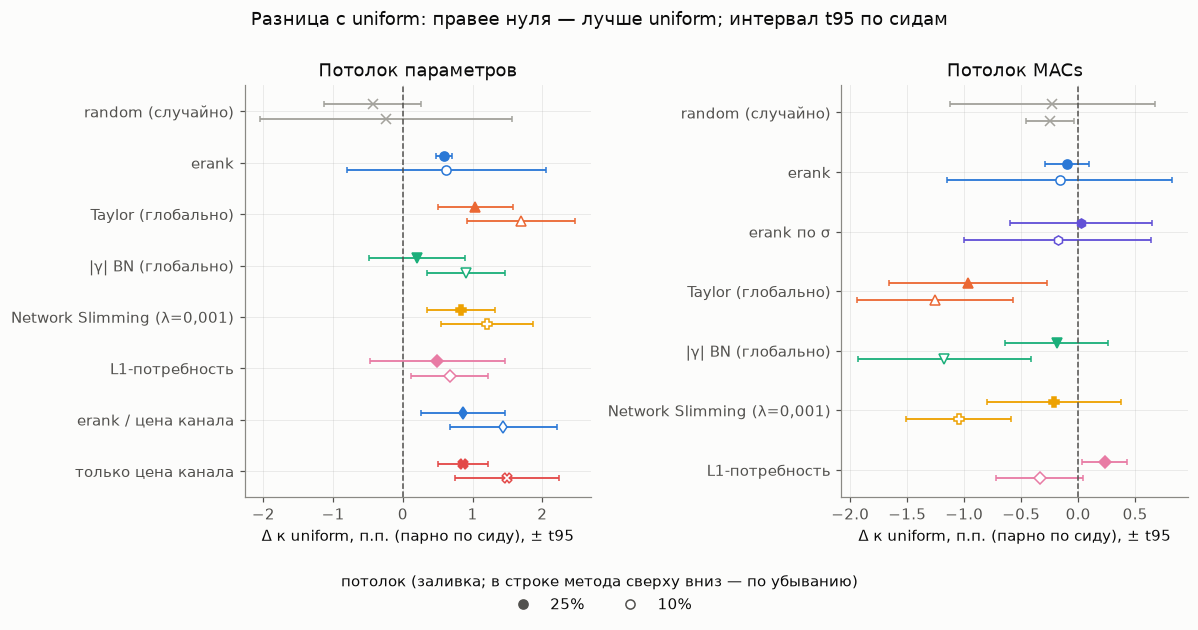 Разница с uniform: правее нуля — лучше uniform; интервал t95 по сидам
Потолок параметров
random (случайно)
erank
Taylor (глобально)
|γ| BN (глобально)
Network Slimming (λ=0,001)
L1-потребность
erank / цена канала
только цена канала
−2 −1 0 1 2
Δ к uniform, п.п. (парно по сиду), ± t95
Потолок MACs
random (случайно)
erank
erank по σ
Taylor (глобально)
|γ| BN (глобально)
Network Slimming (λ=0,001)
L1-потребность
−2.0 −1.5 −1.0 −0.5 0.0 0.5
Δ к uniform, п.п. (парно по сиду), ± t95
потолок (заливка; в строке метода сверху вниз — по убыванию)
25% 10%